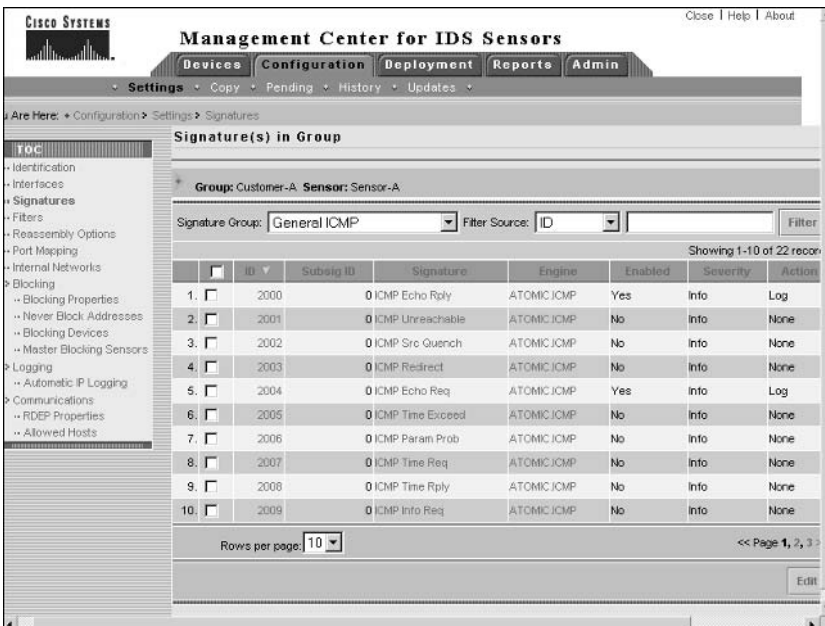 Close | Help | About
CISCO SYSTEMS
Management Center for IDS Sensors
Devices Configuration Deployment Reports Admin
Settings Copy Pending History Updates
u Are Here: Configuration > Settings > Signatures
Signature(s) in Group
TOC
Identification
Interfaces
Signatures
Filters
Reassembly Options
Port Mapping
Internal Networks
Blocking
Blocking Properties
Never Block Addresses
Blocking Devices
Master Blocking Sensors
Logging
Automatic IP Logging
Communications
RDEP Properties
Allowed Hosts
Group: Customer-A Sensor: Sensor-A
Signature Group: General ICMP Filter Source: ID Filter
Showing 1-10 of 22 recor
ID Subsig ID Signature Engine Enabled Severity Action
1. 2000 0 ICMP Echo Rply ATOMIC.ICMP Yes Info Log
2. 2001 0 ICMP Unreachable ATOMIC.ICMP No Info None
3. 2002 0 ICMP Src Quench ATOMIC.ICMP No Info None
4. 2003 0 ICMP Redirect ATOMIC.ICMP No Info None
5. 2004 0 ICMP Echo Req ATOMIC.ICMP Yes Info Log
6. 2005 0 ICMP Time Exceed ATOMIC.ICMP No Info None
7. 2006 0 ICMP Param Prob ATOMIC.ICMP No Info None
8. 2007 0 ICMP Time Req ATOMIC.ICMP No Info None
9. 2008 0 ICMP Time Rply ATOMIC.ICMP No Info None
10. 2009 0 ICMP Info Req ATOMIC.ICMP No Info None
Rows per page: 10 << Page 1, 2, 3 >
Edit